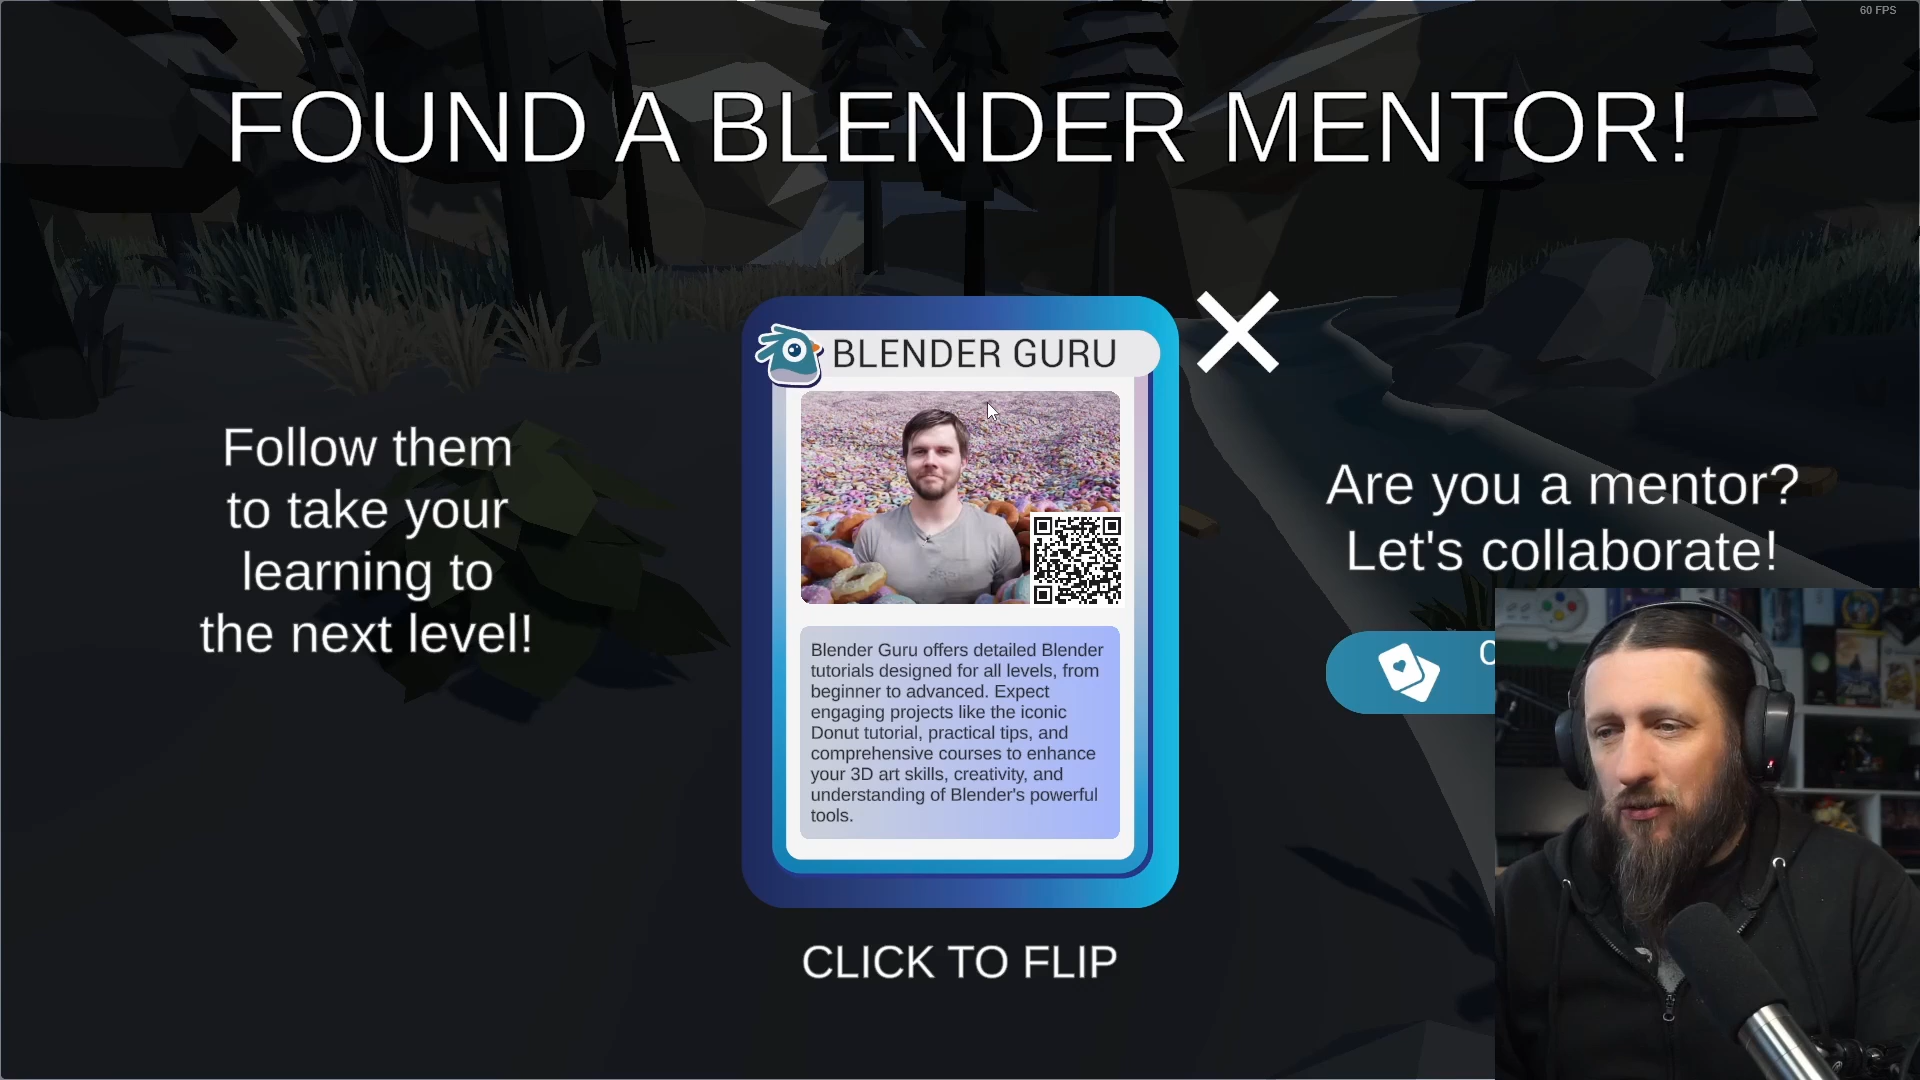 60 FPS
FOUND A BLENDER MENTOR!
BLENDER GURU
Follow them
to take your
learning to
the next level!
Are you a mentor?
Let's collaborate!
Blender Guru offers detailed Blender
tutorials designed for all levels, from
beginner to advanced. Expect
engaging projects like the iconic
Donut tutorial, practical tips, and
comprehensive courses to enhance
your 3D art skills, creativity, and
understanding of Blender's powerful
tools.
CLICK TO FLIP